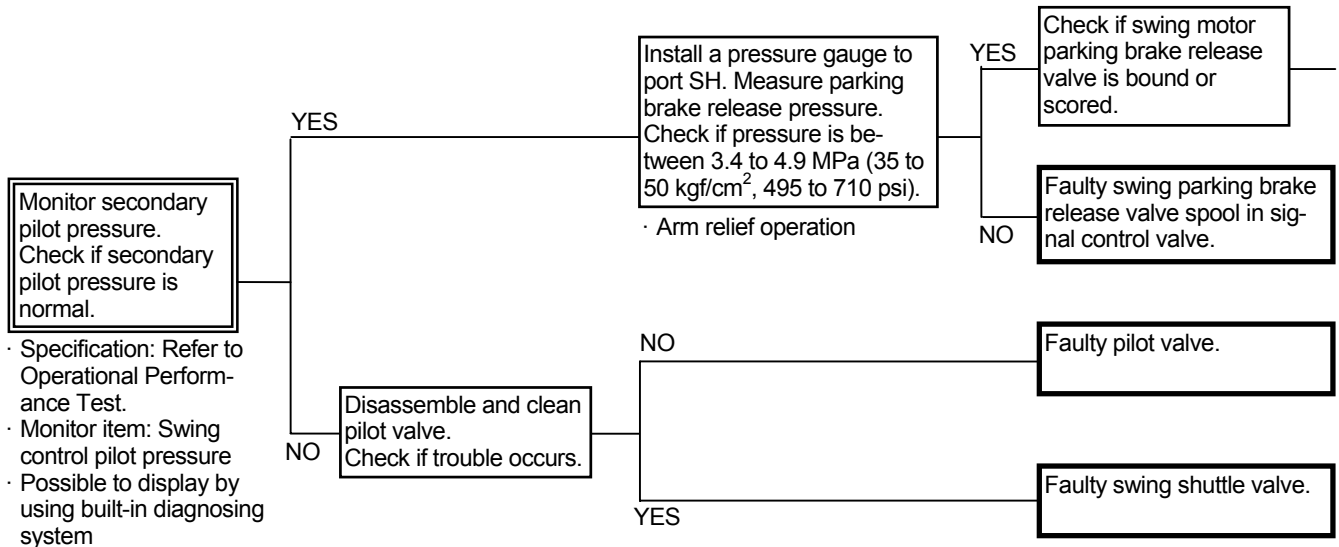 Monitor secondary
pilot pressure.
Check if secondary
pilot pressure is
normal.
· Specification: Refer to
Operational Perform-
ance Test.
· Monitor item: Swing
control pilot pressure
· Possible to display by
using built-in diagnosing
system
YES
Install a pressure gauge to
port SH. Measure parking
brake release pressure.
Check if pressure is be-
tween 3.4 to 4.9 MPa (35 to
50 kgf/cm², 495 to 710 psi).
· Arm relief operation
YES
Check if swing motor
parking brake release
valve is bound or
scored.
NO
Faulty swing parking brake
release valve spool in sig-
nal control valve.
NO
Disassemble and clean
pilot valve.
Check if trouble occurs.
NO
Faulty pilot valve.
YES
Faulty swing shuttle valve.